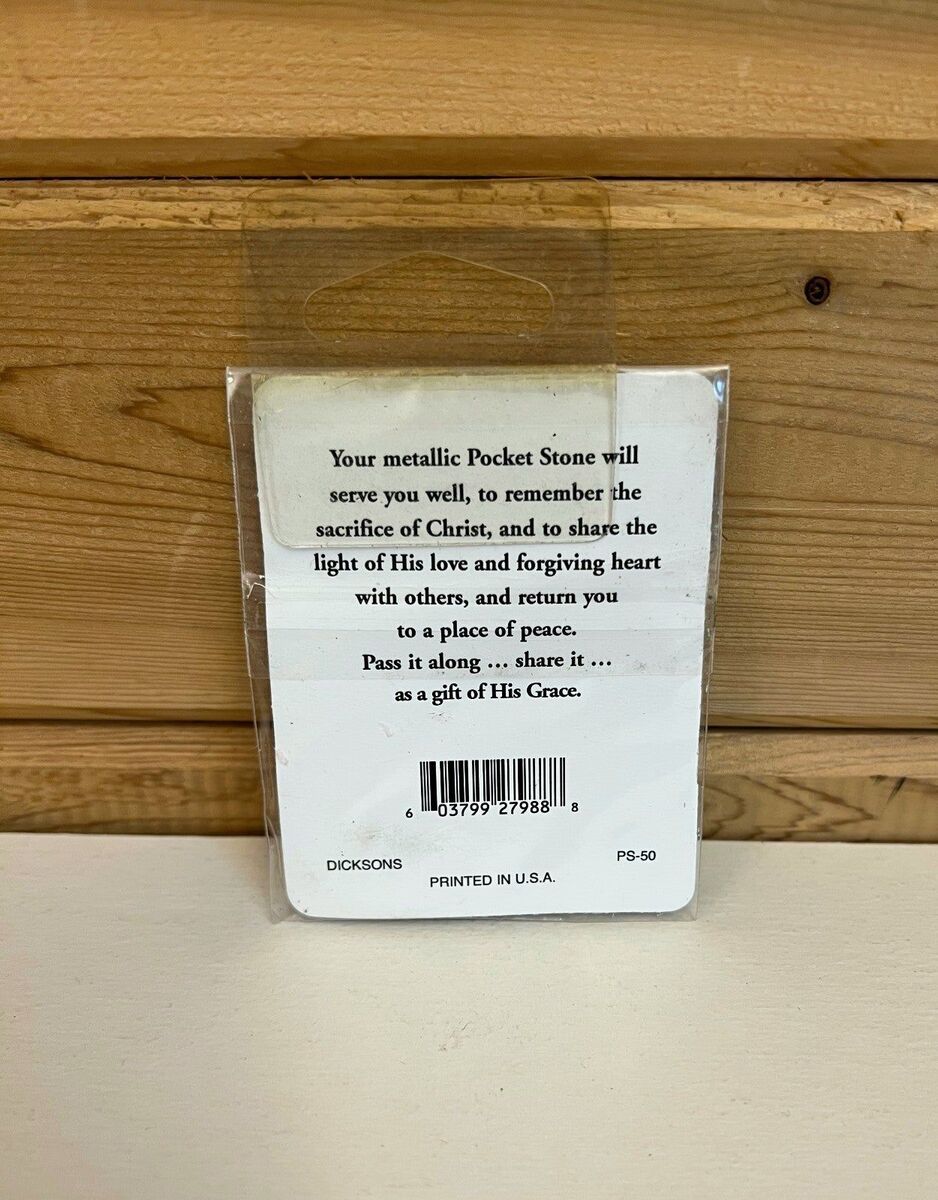 Your metallic Pocket Stone will
serve you well, to remember the
sacrifice of Christ, and to share the
light of His love and forgiving heart
with others, and return you
to a place of peace.
Pass it along ... share it ...
as a gift of His Grace.
6 03799 27988 8
DICKSONS
PS-50
PRINTED IN U.S.A.